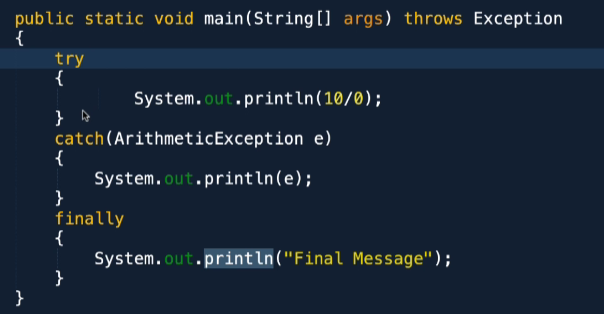 public static void main(String[] args) throws Exception
{
try
{
System.out.println(10/0);
}
catch(ArithmeticException e)
{
System.out.println(e);
}
finally
{
System.out.println("Final Message");
}
}